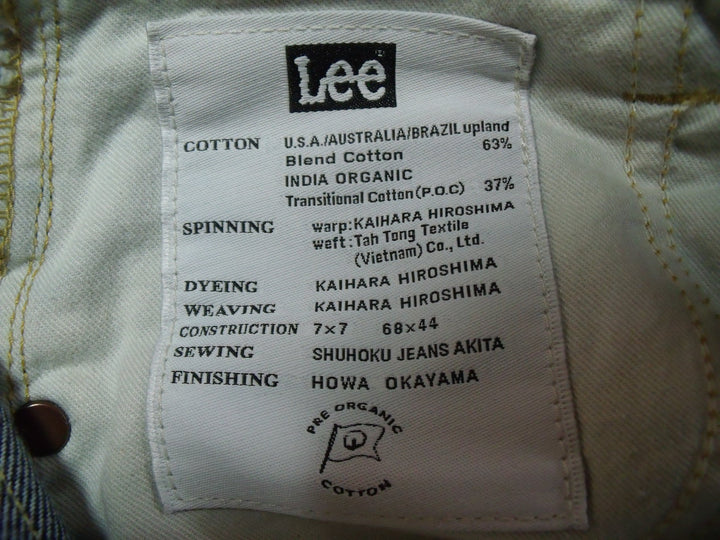 Lee
COTTON U.S.A./AUSTRALIA/BRAZIL upland
Blend Cotton 63%
INDIA ORGANIC
Transitional Cotton (P.O.C) 37%
SPINNING warp:KAIHARA HIROSHIMA
weft:Tah Tong Textile
(Vietnam) Co., Ltd.
DYEING KAIHARA HIROSHIMA
WEAVING KAIHARA HIROSHIMA
CONSTRUCTION 7×7 68×44
SEWING SHUHOKU JEANS AKITA
FINISHING HOWA OKAYAMA
PRE ORGANIC
COTTON